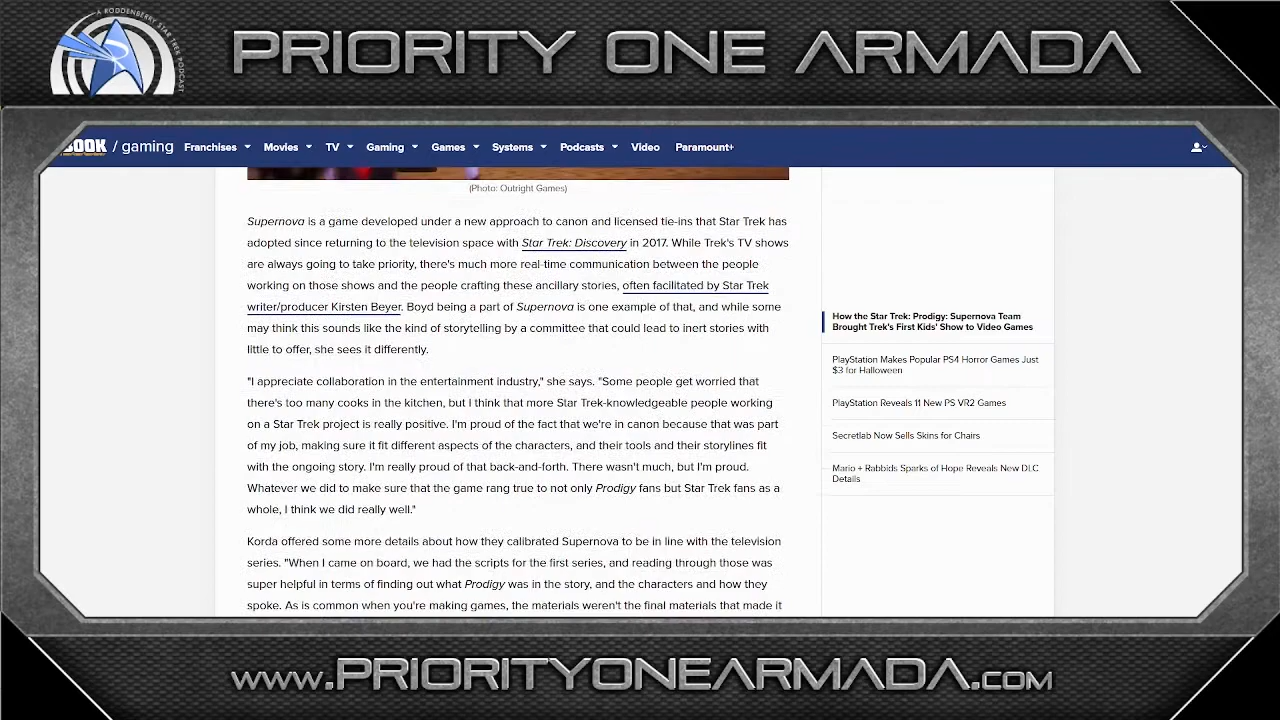 A RODDENBERRY STAR TREK PODCAST
PRIORITY ONE ARMADA
BOOK / gaming Franchises Movies TV Gaming Games Systems Podcasts Video Paramount+
(Photo: Outright Games)
Supernova is a game developed under a new approach to canon and licensed tie-ins that Star Trek has
adopted since returning to the television space with Star Trek: Discovery in 2017. While Trek's TV shows
are always going to take priority, there's much more real-time communication between the people
working on those shows and the people crafting these ancillary stories, often facilitated by Star Trek
writer/producer Kirsten Beyer. Boyd being a part of Supernova is one example of that, and while some
may think this sounds like the kind of storytelling by a committee that could lead to inert stories with
little to offer, she sees it differently.
"I appreciate collaboration in the entertainment industry," she says. "Some people get worried that
there's too many cooks in the kitchen, but I think that more Star Trek-knowledgeable people working
on a Star Trek project is really positive. I'm proud of the fact that we're in canon because that was part
of my job, making sure it fit different aspects of the characters, and their tools and their storylines fit
with the ongoing story. I'm really proud of that back-and-forth. There wasn't much, but I'm proud.
Whatever we did to make sure that the game rang true to not only Prodigy fans but Star Trek fans as a
whole, I think we did really well."
Korda offered some more details about how they calibrated Supernova to be in line with the television
series. "When I came on board, we had the scripts for the first series, and reading through those was
super helpful in terms of finding out what Prodigy was in the story, and the characters and how they
spoke. As is common when you're making games, the materials weren't the final materials that made it
How the Star Trek: Prodigy: Supernova Team
Brought Trek's First Kids' Show to Video Games
PlayStation Makes Popular PS4 Horror Games Just
$3 for Halloween
PlayStation Reveals 11 New PS VR2 Games
Secretlab Now Sells Skins for Chairs
Mario + Rabbids Sparks of Hope Reveals New DLC
Details
www.PRIORITYONEARMADA.com